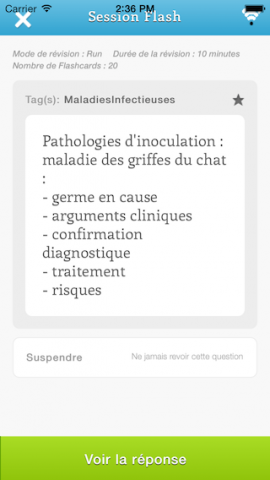 Carrier 2:36 PM
Session Flash
Mode de révision : Run Durée de la révision : 10 minutes
Nombre de Flashcards : 20
Tag(s): MaladiesInfectieuses
Pathologies d'inoculation :
maladie des griffes du chat
:
- germe en cause
- arguments cliniques
- confirmation
diagnostique
- traitement
- risques
Suspendre Ne jamais revoir cette question
Voir la réponse